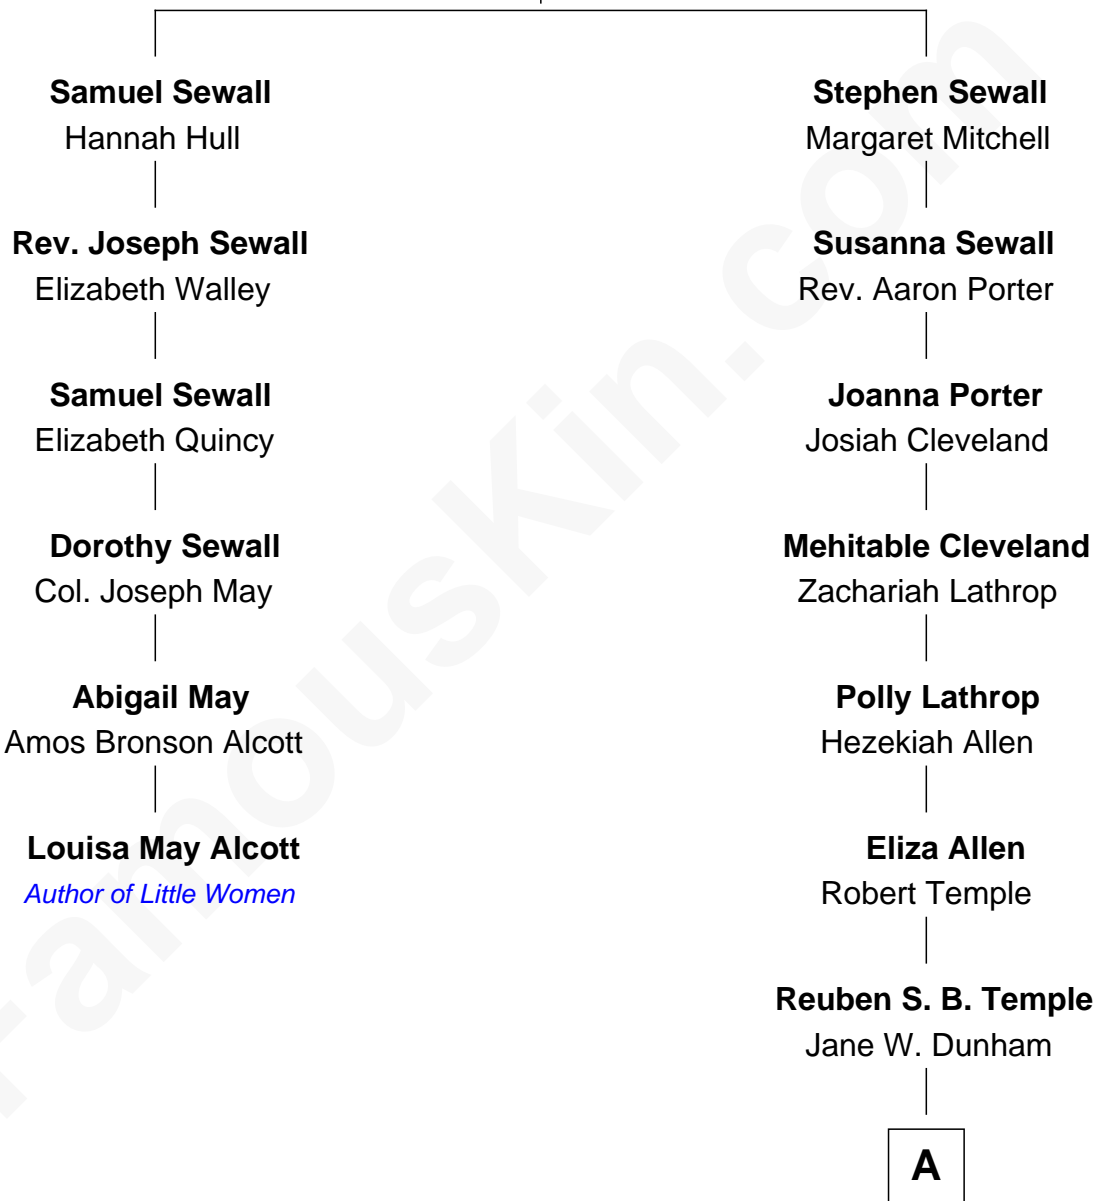 Samuel Sewall
Hannah Hull
Rev. Joseph Sewall
Elizabeth Walley
Samuel Sewall
Elizabeth Quincy
Dorothy Sewall
Col. Joseph May
Abigail May
Amos Bronson Alcott
Louisa May Alcott
Author of Little Women
Stephen Sewall
Margaret Mitchell
Susanna Sewall
Rev. Aaron Porter
Joanna Porter
Josiah Cleveland
Mehitable Cleveland
Zachariah Lathrop
Polly Lathrop
Hezekiah Allen
Eliza Allen
Robert Temple
Reuben S. B. Temple
Jane W. Dunham
A
FamousKin.com